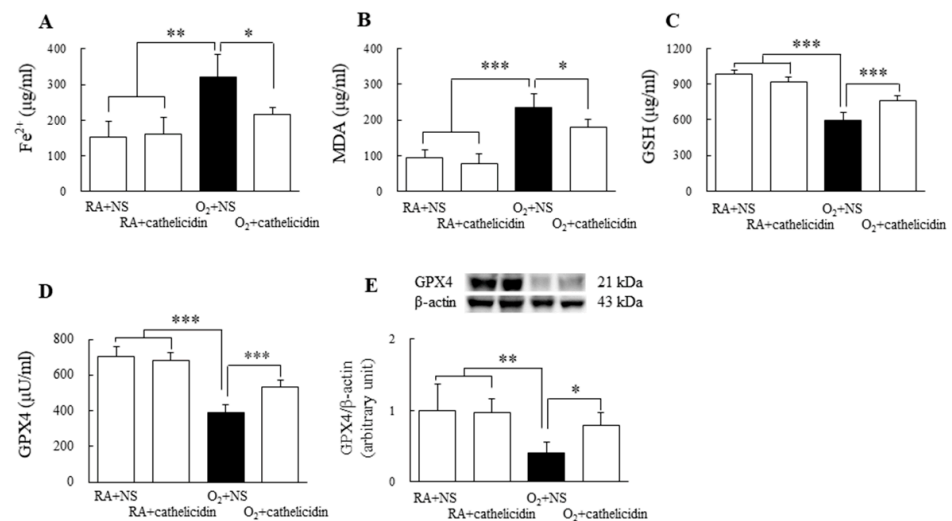 A
Fe²⁺ (µg/ml)
400
300
200
100
0
**
*
RA+NS
RA+cathelicidin
O₂+NS
O₂+cathelicidin
B
MDA (µg/ml)
400
300
200
100
0
***
*
RA+NS
RA+cathelicidin
O₂+NS
O₂+cathelicidin
C
GSH (µg/ml)
1200
900
600
300
0
***
***
RA+NS
RA+cathelicidin
O₂+NS
O₂+cathelicidin
D
GPX4 (µU/ml)
800
600
400
200
0
***
***
RA+NS
RA+cathelicidin
O₂+NS
O₂+cathelicidin
E
GPX4 21 kDa
β-actin 43 kDa
GPX4/β-actin
(arbitrary unit)
2
1
0
**
*
RA+NS
RA+cathelicidin
O₂+NS
O₂+cathelicidin